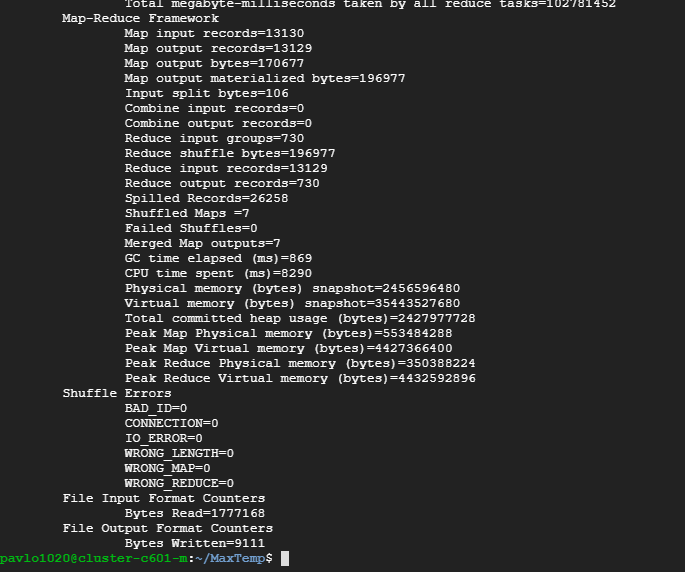 Total megabyte-milliseconds taken by all reduce tasks=102781452
Map-Reduce Framework
Map input records=13130
Map output records=13129
Map output bytes=170677
Map output materialized bytes=196977
Input split bytes=106
Combine input records=0
Combine output records=0
Reduce input groups=730
Reduce shuffle bytes=196977
Reduce input records=13129
Reduce output records=730
Spilled Records=26258
Shuffled Maps =7
Failed Shuffles=0
Merged Map outputs=7
GC time elapsed (ms)=869
CPU time spent (ms)=8290
Physical memory (bytes) snapshot=2456596480
Virtual memory (bytes) snapshot=35443527680
Total committed heap usage (bytes)=2427977728
Peak Map Physical memory (bytes)=553484288
Peak Map Virtual memory (bytes)=4427366400
Peak Reduce Physical memory (bytes)=350388224
Peak Reduce Virtual memory (bytes)=4432592896
Shuffle Errors
BAD_ID=0
CONNECTION=0
IO_ERROR=0
WRONG_LENGTH=0
WRONG_MAP=0
WRONG_REDUCE=0
File Input Format Counters
Bytes Read=1777168
File Output Format Counters
Bytes Written=9111
pavlo1020@cluster-c601-m:~/MaxTemp$